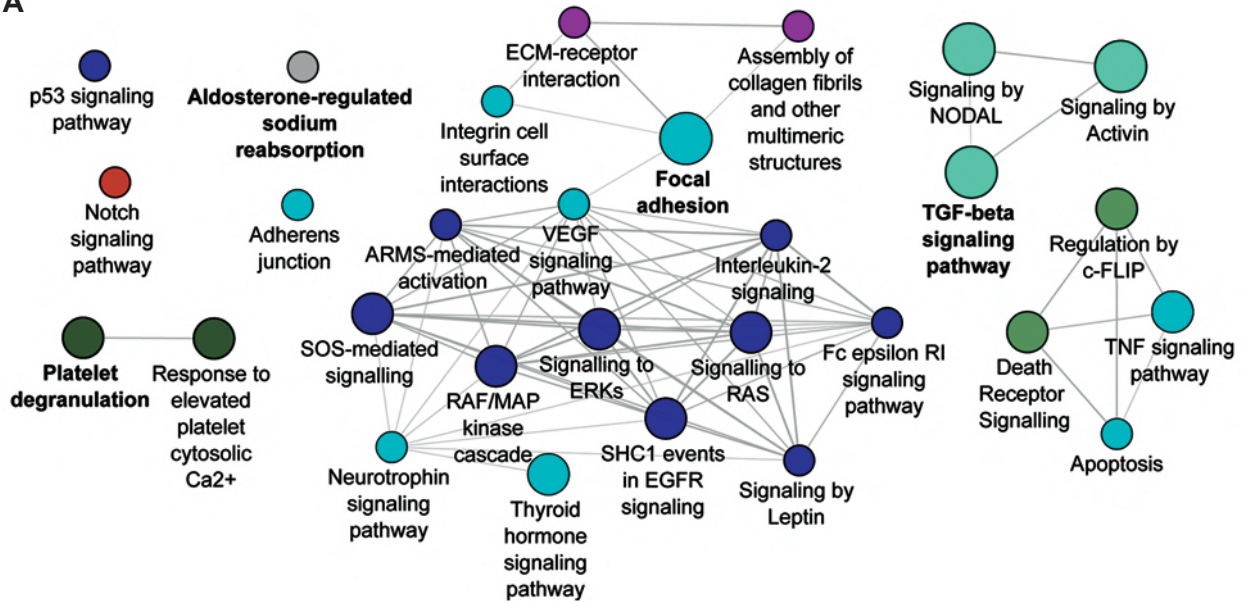 A
p53 signaling
pathway
Aldosterone-regulated
sodium
reabsorption
ECM-receptor
interaction
Assembly of
collagen fibrils
and other
multimeric
structures
Signaling by
NODAL
Signaling by
Activin
Integrin cell
surface
interactions
Focal
adhesion
Notch
signaling
pathway
Adherens
junction
TGF-beta
signaling
pathway
ARMS-mediated
activation
VEGF
signaling
pathway
Interleukin-2
signaling
Regulation by
c-FLIP
Platelet
degranulation
Response to
elevated
platelet
cytosolic
Ca2+
SOS-mediated
signalling
Signalling to
ERKs
Signalling to
RAS
Fc epsilon RI
signaling
pathway
Death
Receptor
Signalling
TNF signaling
pathway
RAF/MAP
kinase
cascade
SHC1 events
in EGFR
signaling
Signaling by
Leptin
Apoptosis
Neurotrophin
signaling
pathway
Thyroid
hormone
signaling
pathway